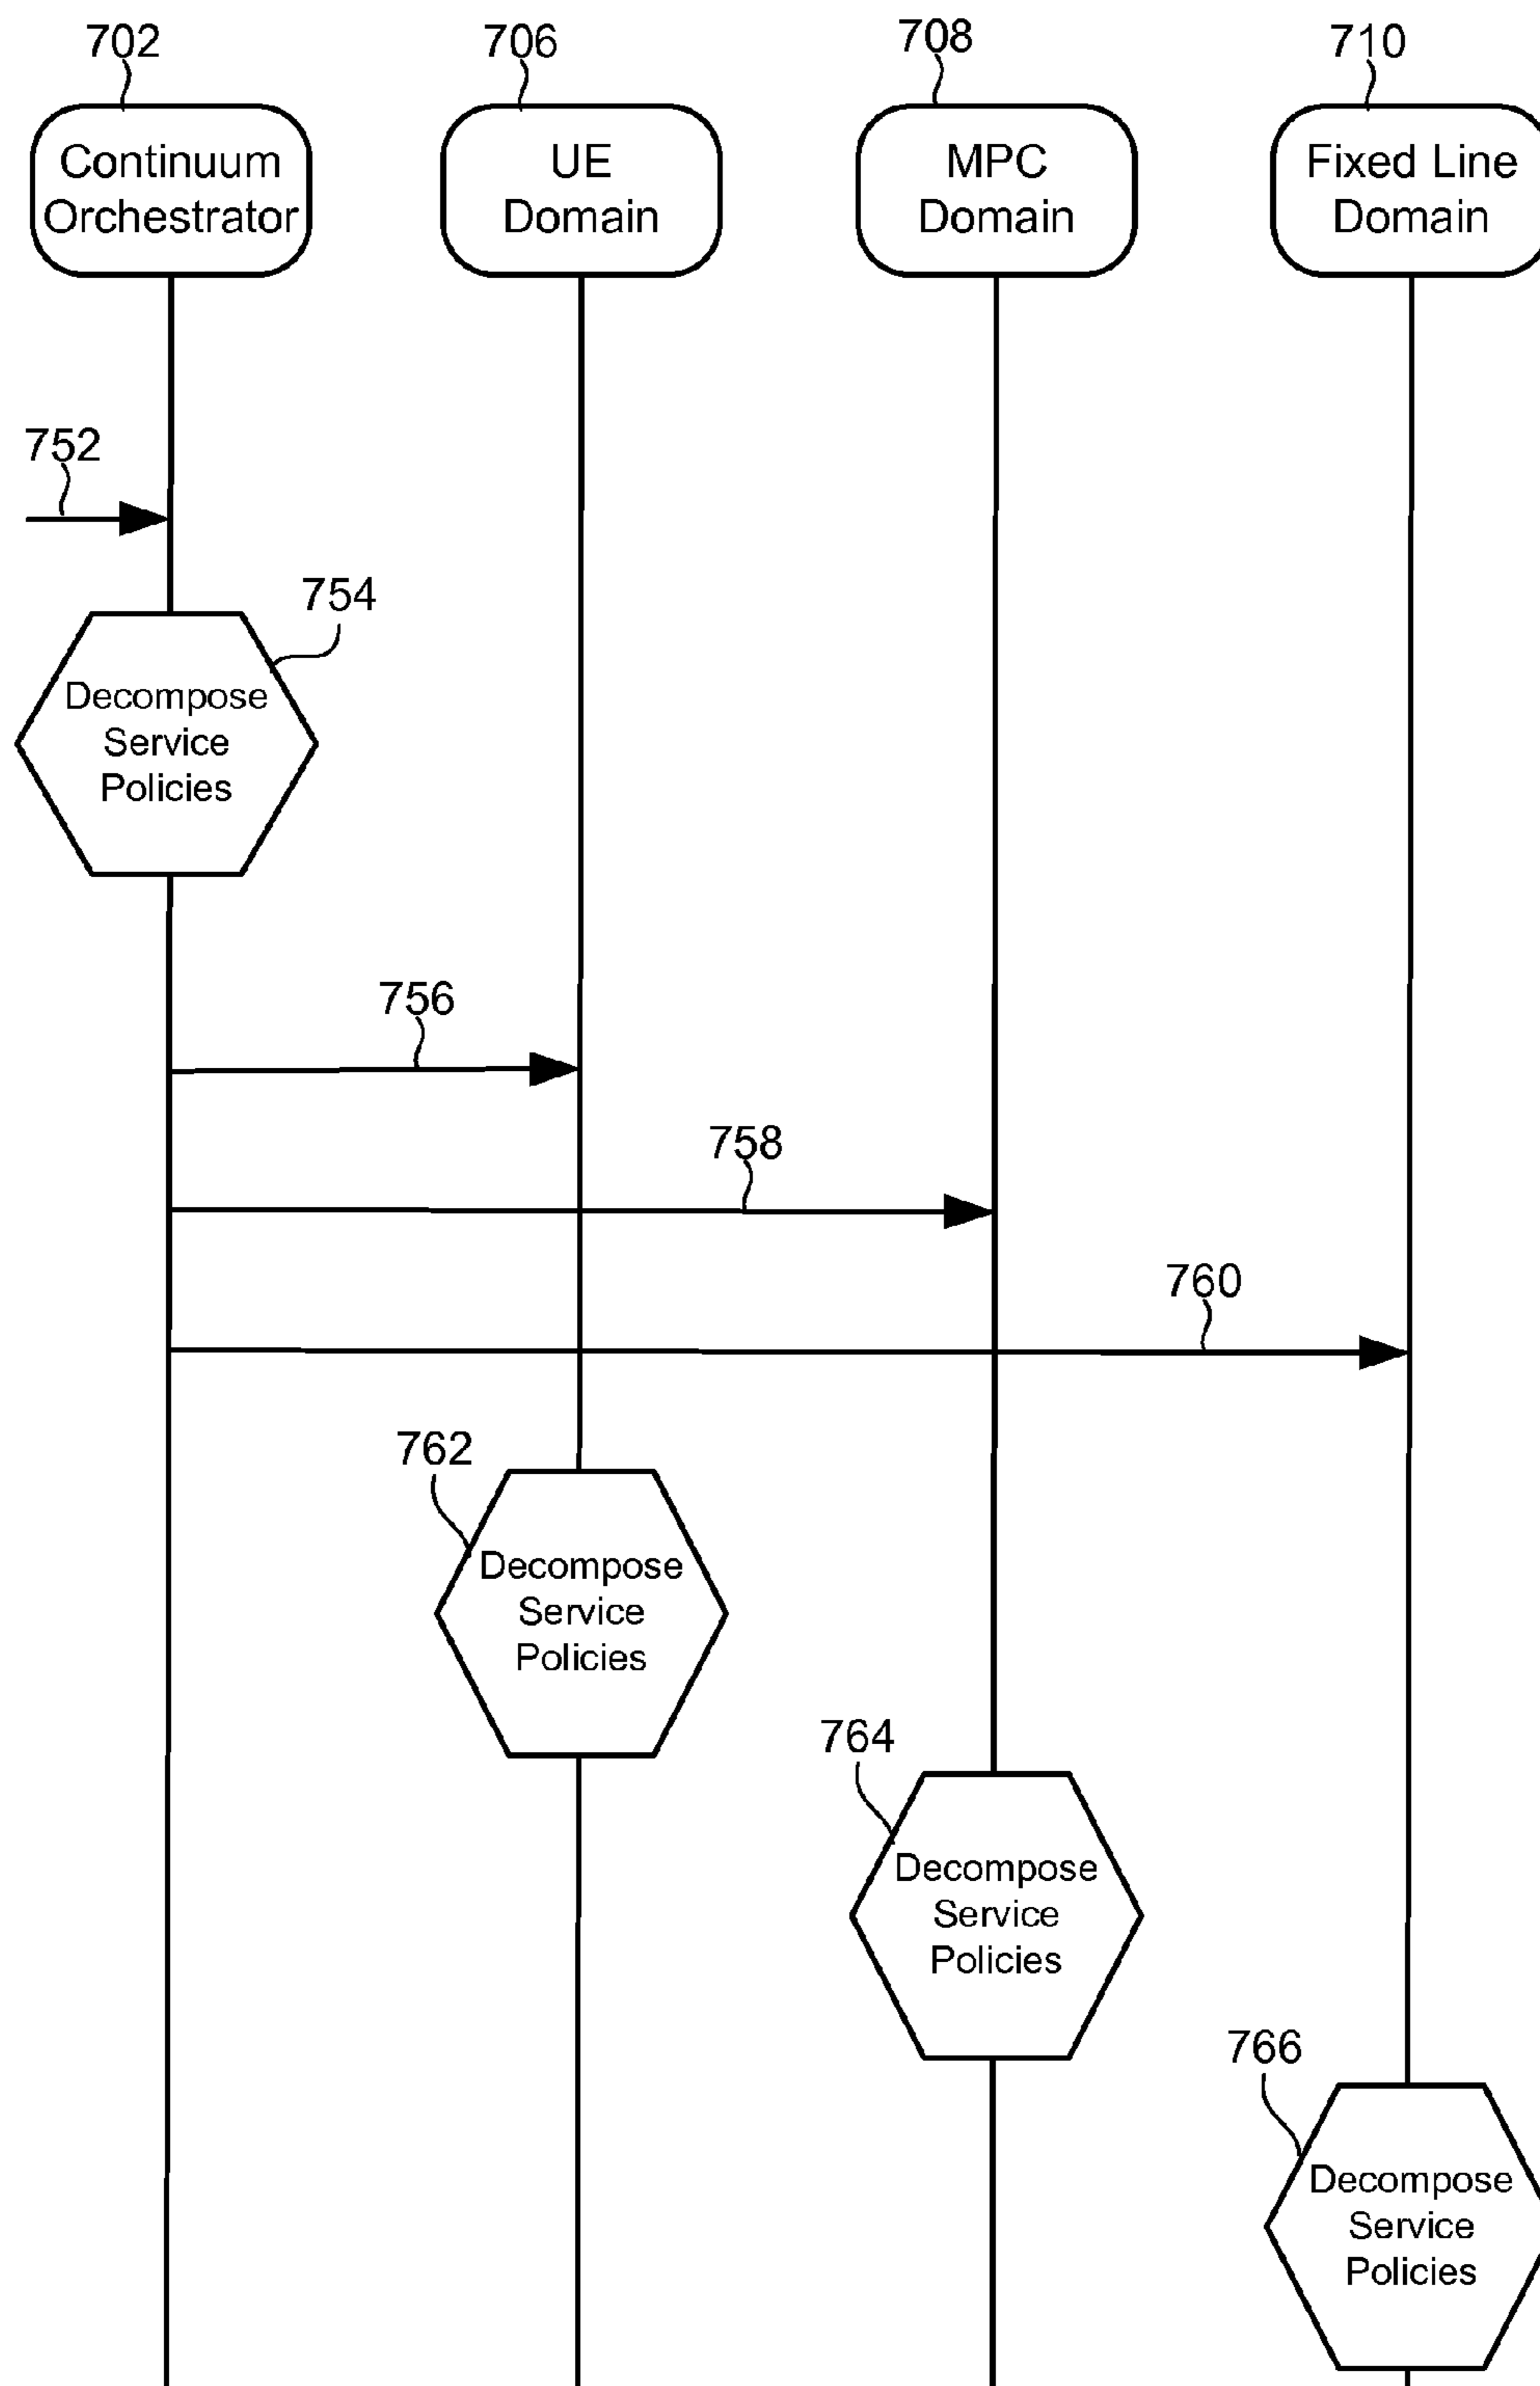 702
706
708
710
Continuum
Orchestrator
UE
Domain
MPC
Domain
Fixed Line
Domain
752
754
Decompose
Service
Policies
756
758
760
762
Decompose
Service
Policies
764
Decompose
Service
Policies
766
Decompose
Service
Policies